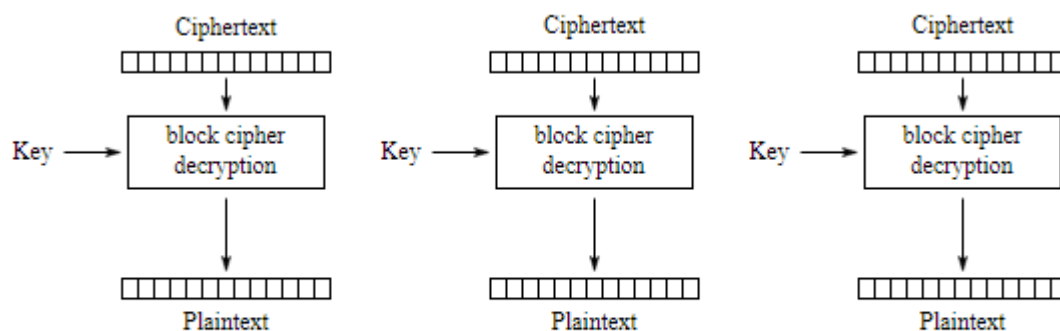 Ciphertext
Ciphertext
Ciphertext
Key
block cipher
decryption
Key
block cipher
decryption
Key
block cipher
decryption
Plaintext
Plaintext
Plaintext